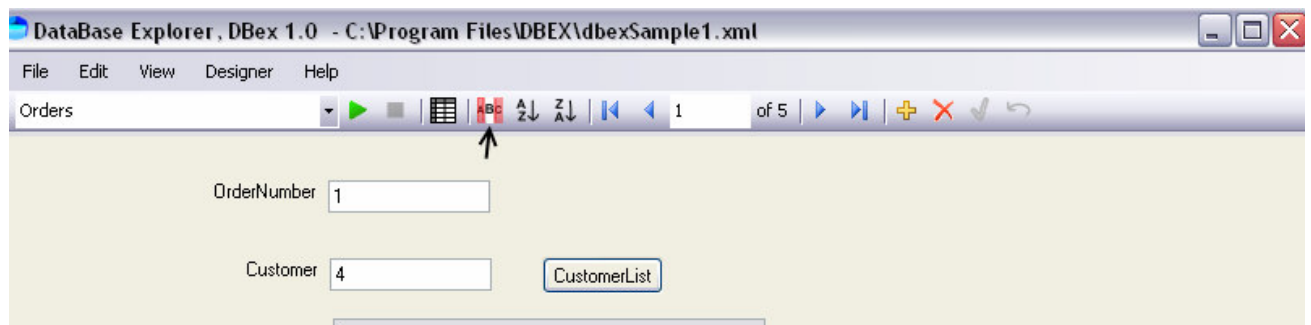 DataBase Explorer, DBex 1.0 - C:\Program Files\DBEX\dbexSample1.xml
File Edit View Designer Help
Orders ABC A Z Z A 1 of 5
OrderNumber 1
Customer 4 CustomerList